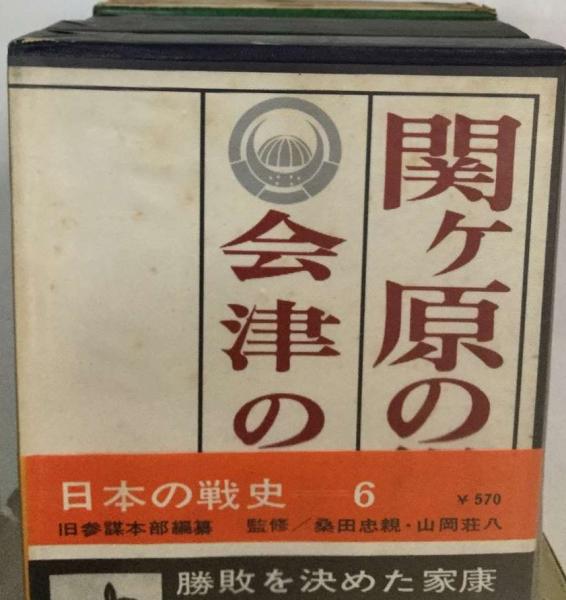 関ヶ原の
会津の
日本の戦史 6 ¥570
旧参謀本部編纂 監修/桑田忠親・山岡荘八
勝敗を決めた家康